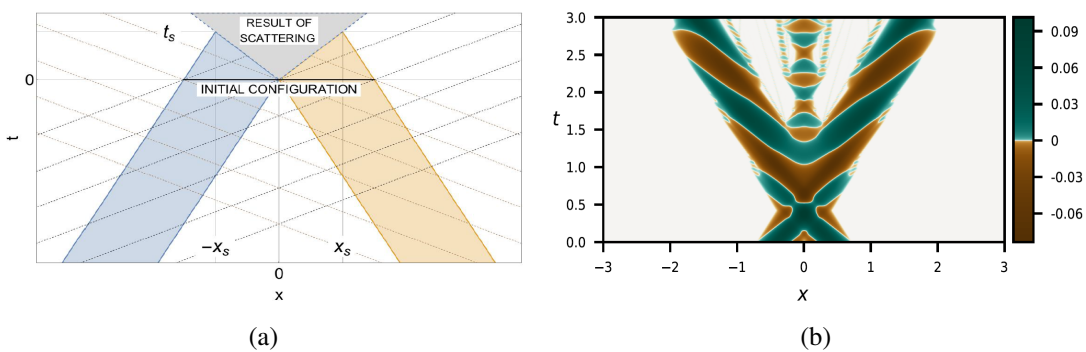 RESULT OF
SCATTERING
t_s
0
INITIAL CONFIGURATION
t
−x_s
x_s
0
x
(a)
3.0
2.5
2.0
t
1.5
1.0
0.5
0.0
−3
−2
−1
0
1
2
3
x
0.09
0.06
0.03
0
-0.03
-0.06
(b)